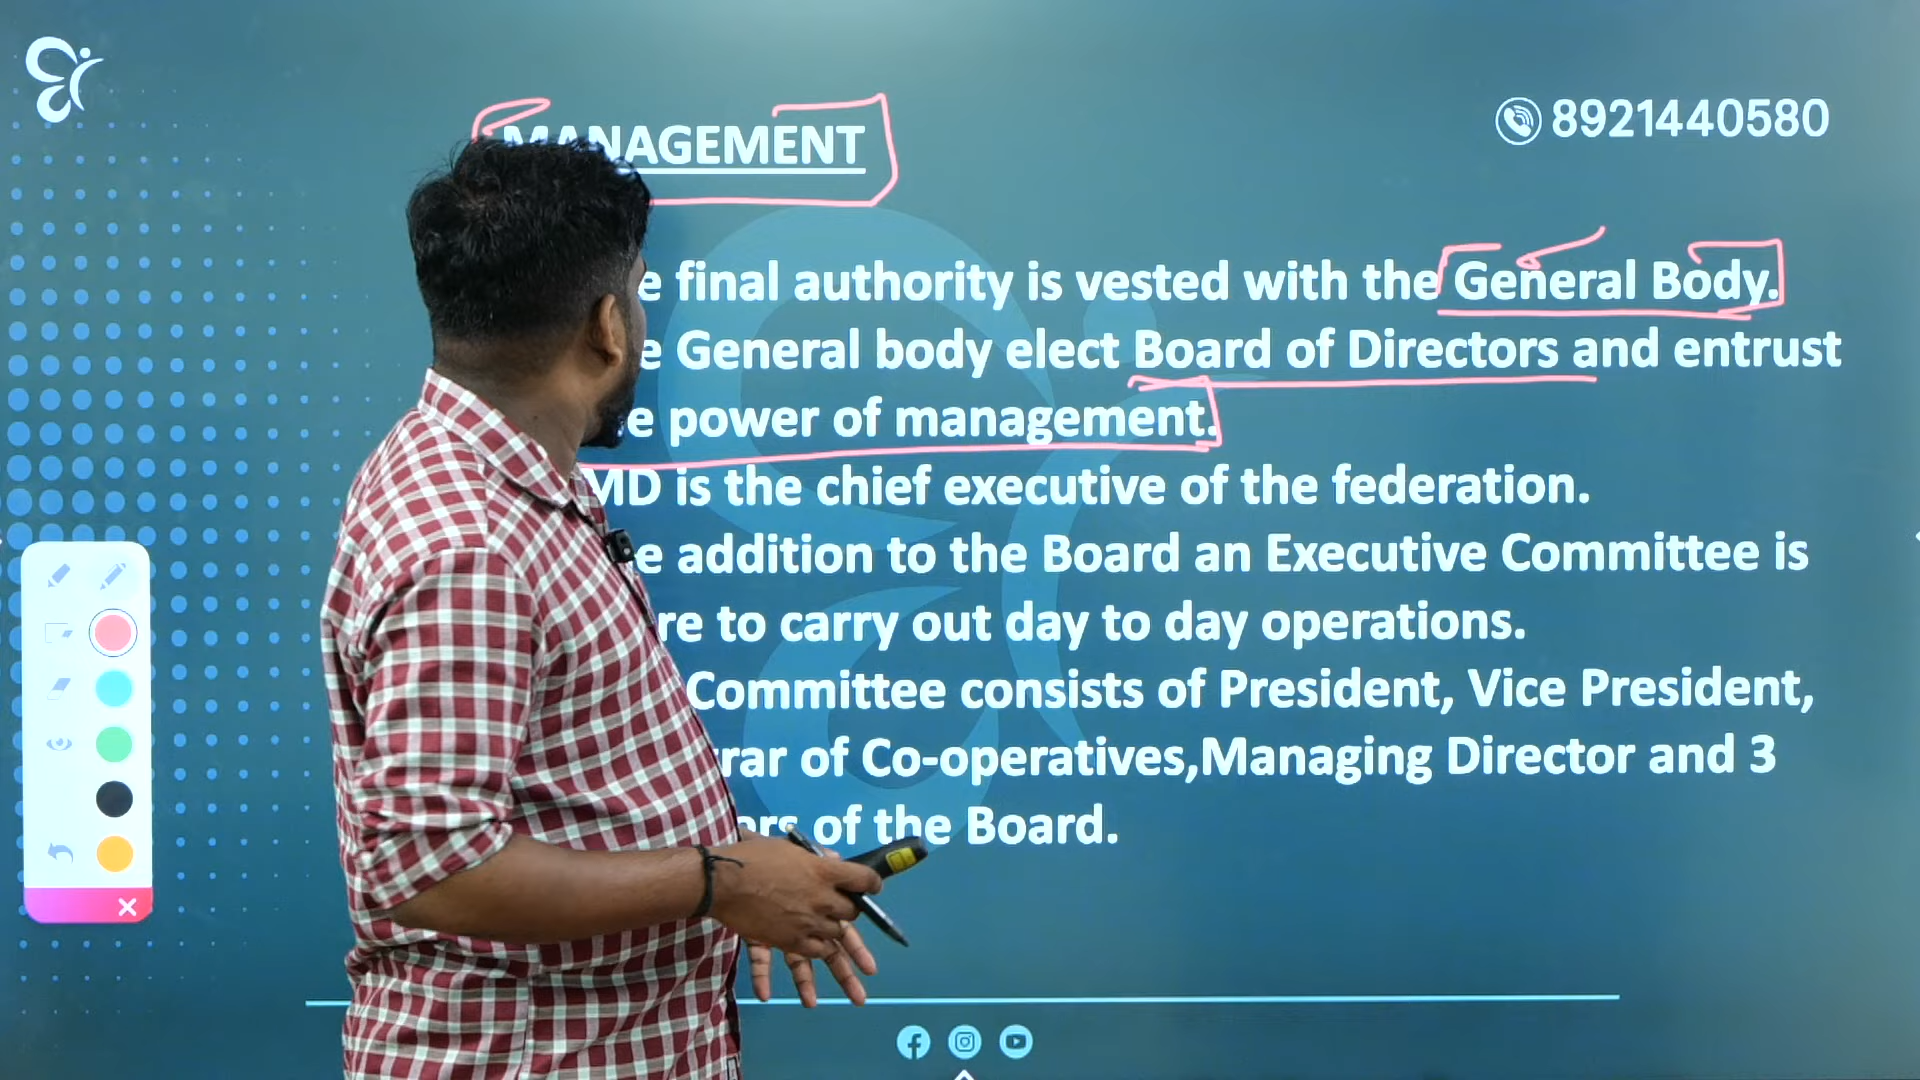 MANAGEMENT
8921440580
final authority is vested with the General Body.
General body elect Board of Directors and entrust
power of management.
MD is the chief executive of the federation.
addition to the Board an Executive Committee is
to carry out day to day operations.
Committee consists of President, Vice President,
of Co-operatives,Managing Director and 3
of the Board.